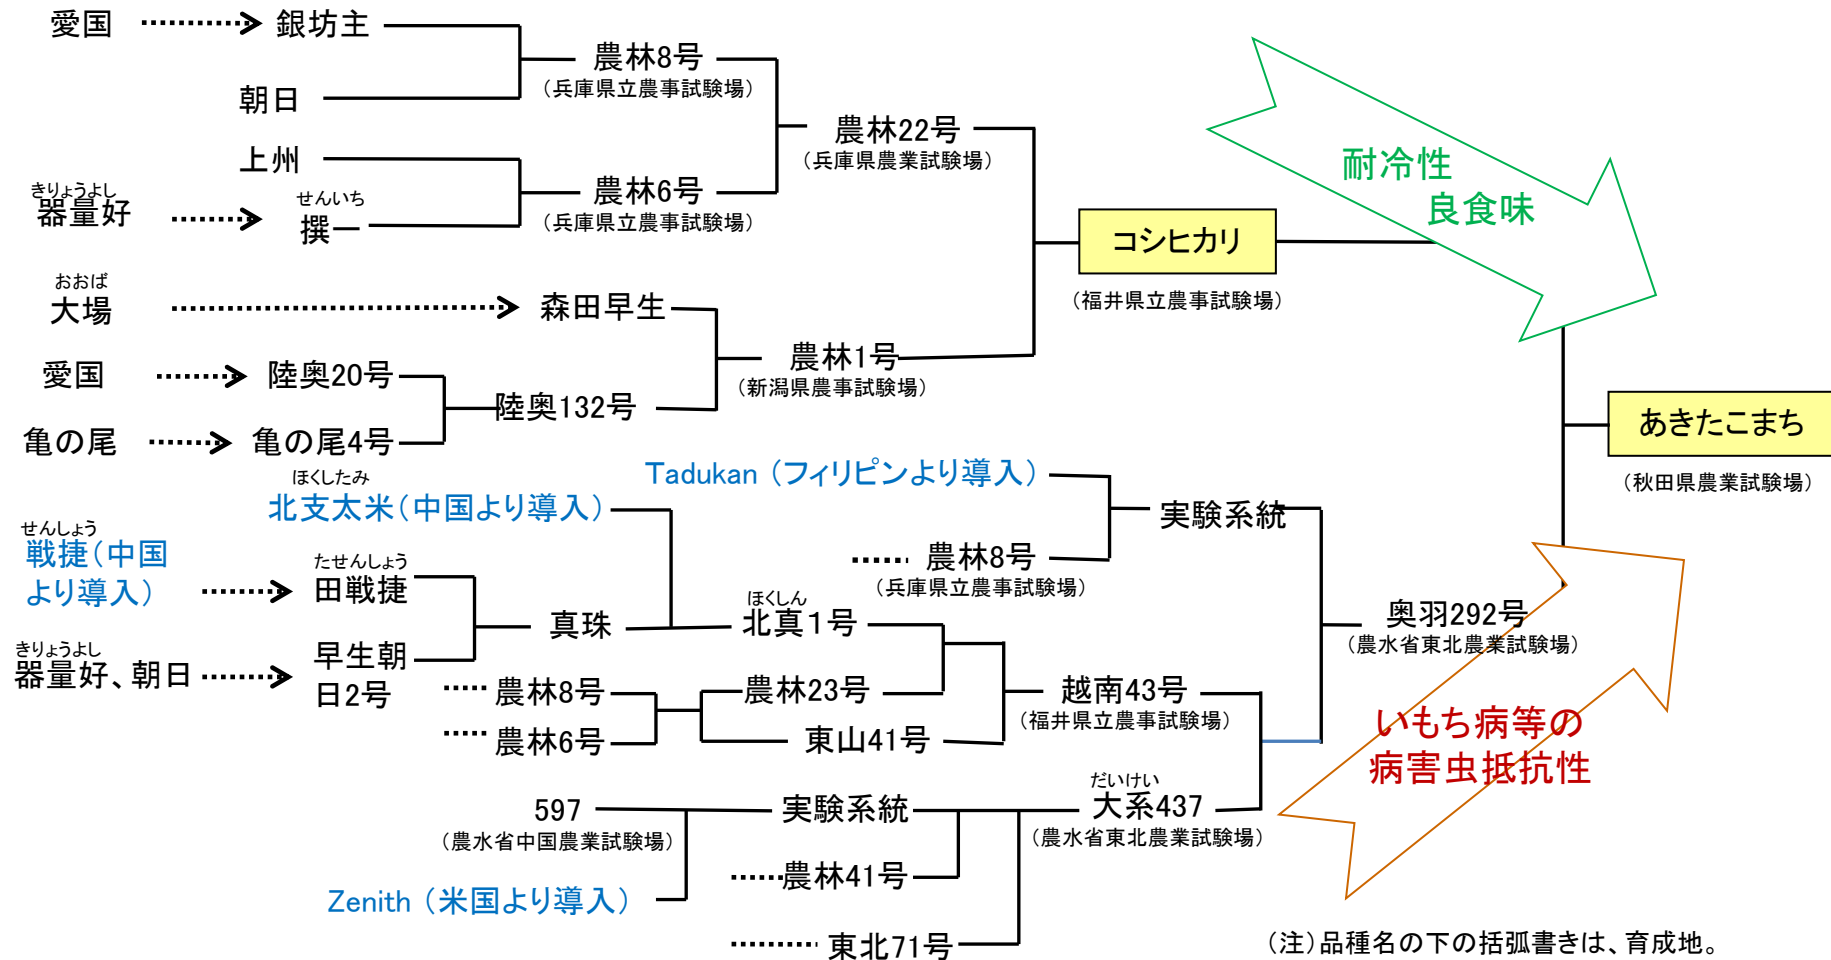 愛国
銀坊主
農林8号
（兵庫県立農事試験場）
朝日
農林22号
（兵庫県農業試験場）
上州
きりょうよし
器量好
せんいち
撰一
農林6号
（兵庫県立農事試験場）
耐冷性
良食味
コシヒカリ
（福井県立農事試験場）
おおば
大場
森田早生
農林1号
（新潟県農事試験場）
愛国
陸奥20号
陸奥132号
亀の尾
亀の尾4号
あきたこまち
（秋田県農業試験場）
ほくしたみ
北支太米（中国より導入）
Tadukan（フィリピンより導入）
実験系統
農林8号
（兵庫県立農事試験場）
せんしょう
戦捷（中国
より導入）
たせんしょう
田戦捷
真珠
ほくしん
北真１号
奥羽292号
（農水省東北農業試験場）
きりょうよし
器量好、朝日
早生朝
日2号
農林8号
農林6号
農林23号
東山41号
越南43号
（福井県立農事試験場）
いもち病等の
病害虫抵抗性
597
（農水省中国農業試験場）
実験系統
だいけい
大系437
（農水省東北農業試験場）
農林41号
Zenith（米国より導入）
東北71号
（注）品種名の下の括弧書きは、育成地。